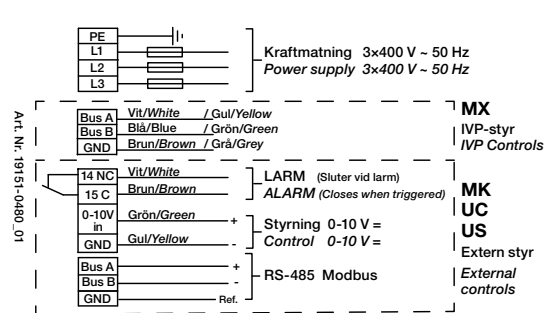 PE
L1
L2
L3
Kraftmatning 3×400 V ~ 50 Hz
Power supply 3×400 V ~ 50 Hz
Art. Nr. 19151-0480_01
Bus A Vit/White / Gul/Yellow
Bus B Blå/Blue / Grön/Green
GND Brun/Brown / Grå/Grey
MX
IVP-styr
IVP Controls
14 NC Vit/White
15 C Brun/Brown
LARM (Sluter vid larm)
ALARM (Closes when triggered)
0-10V
in
Grön/Green +
GND Gul/Yellow -
Styrning 0-10 V =
Control 0-10 V =
Bus A +
Bus B -
GND Ref.
RS-485 Modbus
MK
UC
US
Extern styr
External
controls